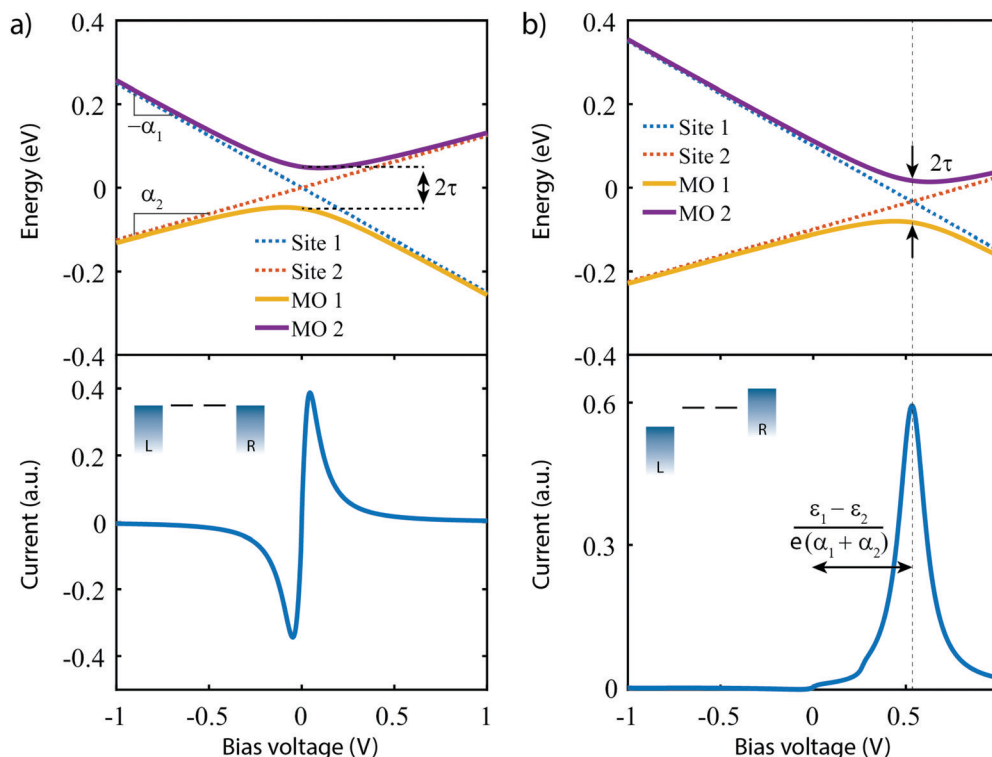 a)
0.4
0.2
0
-0.2
-0.4
Energy (eV)
−α1
α2
2τ
Site 1
Site 2
MO 1
MO 2
0.4
0.2
0
-0.2
-0.4
Current (a.u.)
L
R
-1
-0.5
0
0.5
1
Bias voltage (V)
b)
0.4
0.2
0
-0.2
-0.4
Energy (eV)
Site 1
Site 2
MO 1
MO 2
2τ
0.6
0.3
0
Current (a.u.)
L
R
ε1 − ε2
e(α1 + α2)
-1
0
0.5
Bias voltage (V)